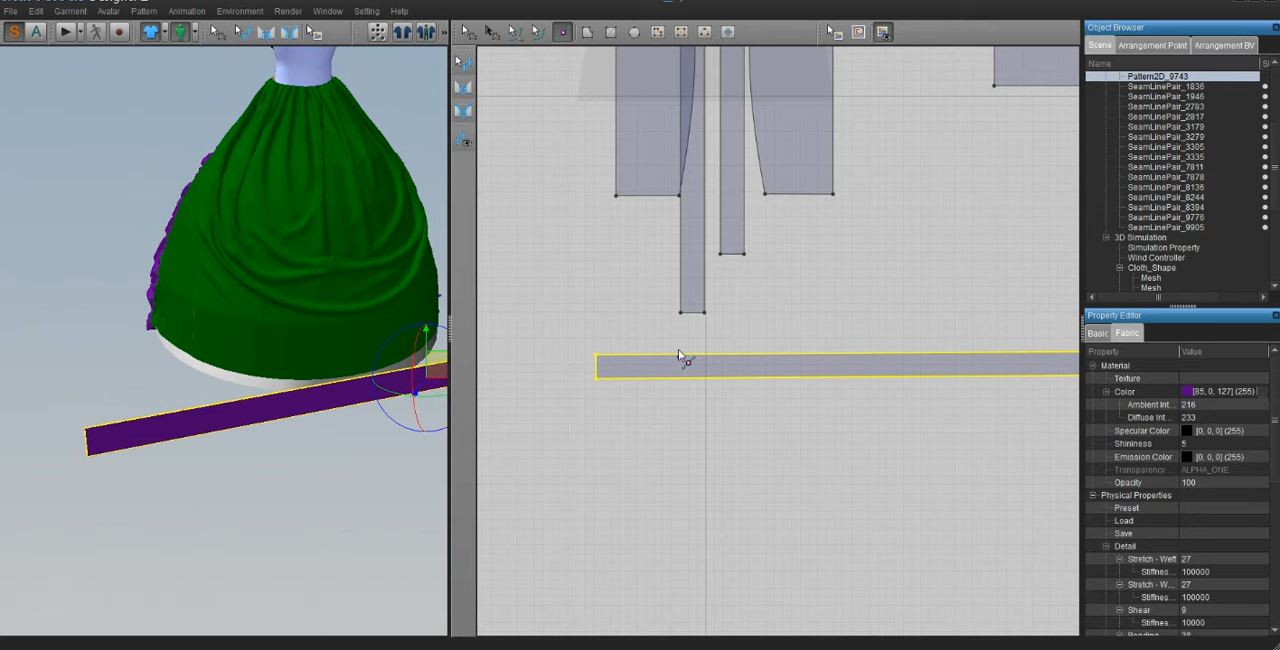 File Edit Garment Avatar Pattern Animation Environment Render Window Setting Help
S A
Object Browser
Scene Arrangement Point Arrangement BV
Name
Pattern2D_9743
SeamLinePair_1836
SeamLinePair_1946
SeamLinePair_2783
SeamLinePair_2817
SeamLinePair_3179
SeamLinePair_3279
SeamLinePair_3305
SeamLinePair_3335
SeamLinePair_7811
SeamLinePair_7878
SeamLinePair_8136
SeamLinePair_8244
SeamLinePair_8394
SeamLinePair_9776
SeamLinePair_9905
3D Simulation
Simulation Property
Wind Controller
Cloth_Shape
Mesh
Mesh
Property Editor
Basic Fabric
Property Value
Material
Texture
Color [85, 0, 127] (255)
Ambient Int... 216
Diffuse Int... 233
Specular Color [0, 0, 0] (255)
Shininess 5
Emission Color [0, 0, 0] (255)
Transparency... ALPHA_ONE
Opacity 100
Physical Properties
Preset
Load
Save
Detail
Stretch - Weft 27
Stiffnes... 100000
Stretch - W... 27
Stiffnes... 100000
Shear 9
Stiffnes... 10000